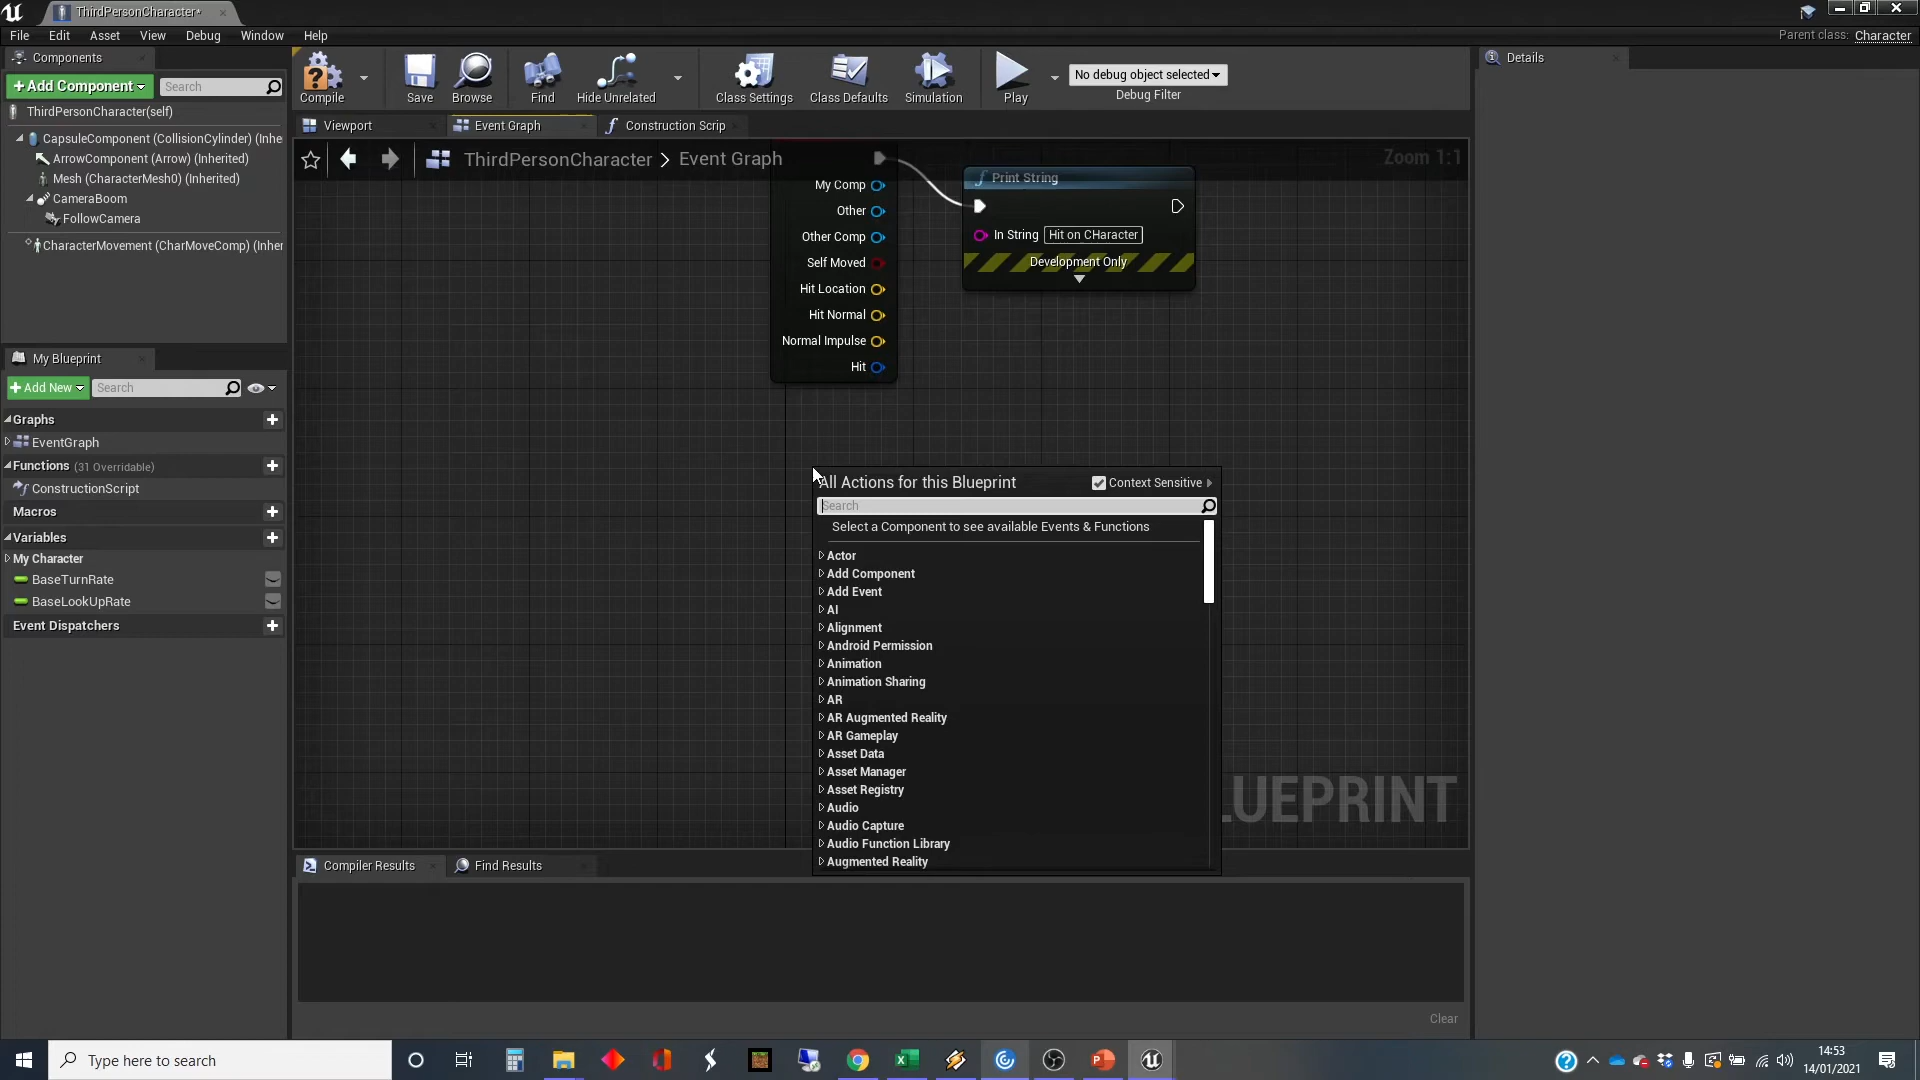 ThirdPersonCharacter*
File Edit Asset View Debug Window Help
Parent class: Character
Components
+ Add Component
Search
ThirdPersonCharacter(self)
CapsuleComponent (CollisionCylinder) (Inhe
ArrowComponent (Arrow) (Inherited)
Mesh (CharacterMesh0) (Inherited)
CameraBoom
FollowCamera
CharacterMovement (CharMoveComp) (Inher
My Blueprint
+ Add New
Search
Graphs
EventGraph
Functions (31 Overridable)
ConstructionScript
Macros
Variables
My Character
BaseTurnRate
BaseLookUpRate
Event Dispatchers
Compile
Save
Browse
Find
Hide Unrelated
Class Settings
Class Defaults
Simulation
Play
No debug object selected
Debug Filter
Viewport
Event Graph
Construction Scrip
ThirdPersonCharacter > Event Graph
Zoom 1:1
My Comp
Other
Other Comp
Self Moved
Hit Location
Hit Normal
Normal Impulse
Hit
Print String
In String Hit on CHaracter
Development Only
All Actions for this Blueprint
Context Sensitive
Search
Select a Component to see available Events & Functions
Actor
Add Component
Add Event
AI
Alignment
Android Permission
Animation
Animation Sharing
AR
AR Augmented Reality
AR Gameplay
Asset Data
Asset Manager
Asset Registry
Audio
Audio Capture
Audio Function Library
Augmented Reality
LUEPRINT
Compiler Results
Find Results
Clear
Details
Type here to search
14:53
14/01/2021